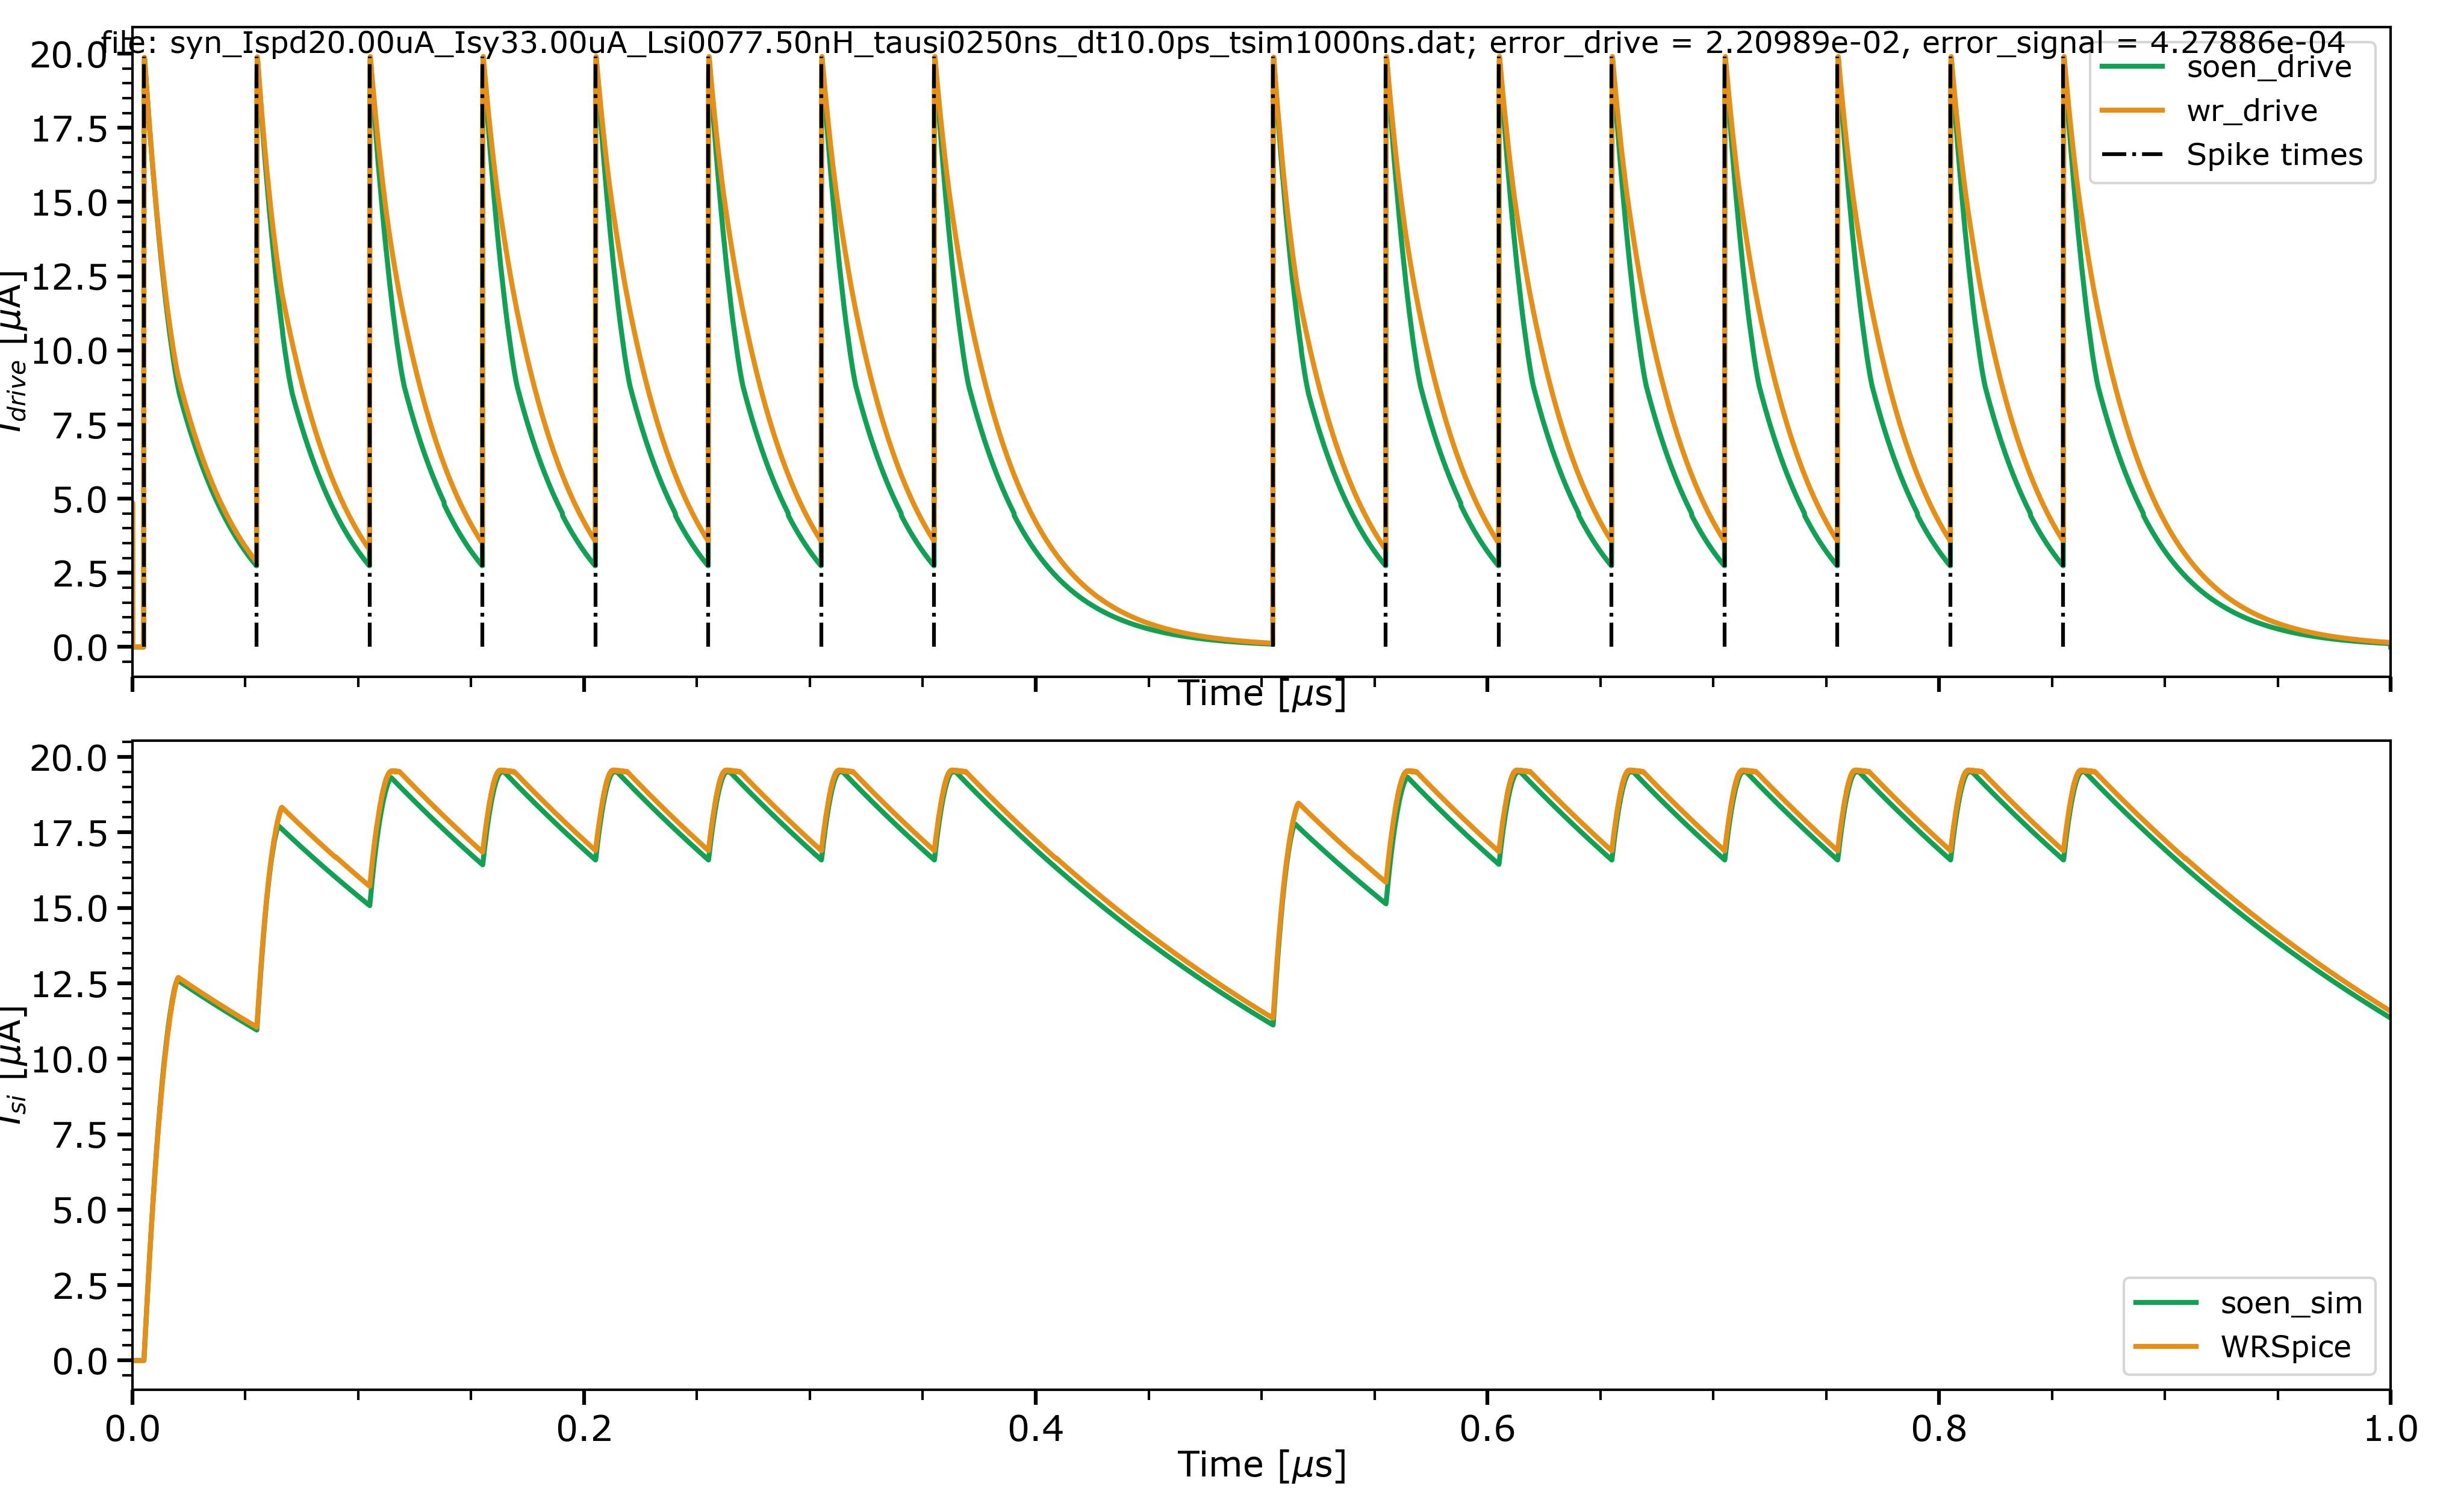 file: syn_Ispd20.00uA_Isy33.00uA_Lsi0077.50nH_tausi0250ns_dt10.0ps_tsim1000ns.dat; error_drive = 2.20989e-02, error_signal = 4.27886e-04
soen_drive
wr_drive
Spike times
I_drive [μA]
20.0
17.5
15.0
12.5
10.0
7.5
5.0
2.5
0.0
Time [μs]
I_si [μA]
20.0
17.5
15.0
12.5
10.0
7.5
5.0
2.5
0.0
soen_sim
WRSpice
0.0 0.2 0.4 0.6 0.8 1.0
Time [μs]